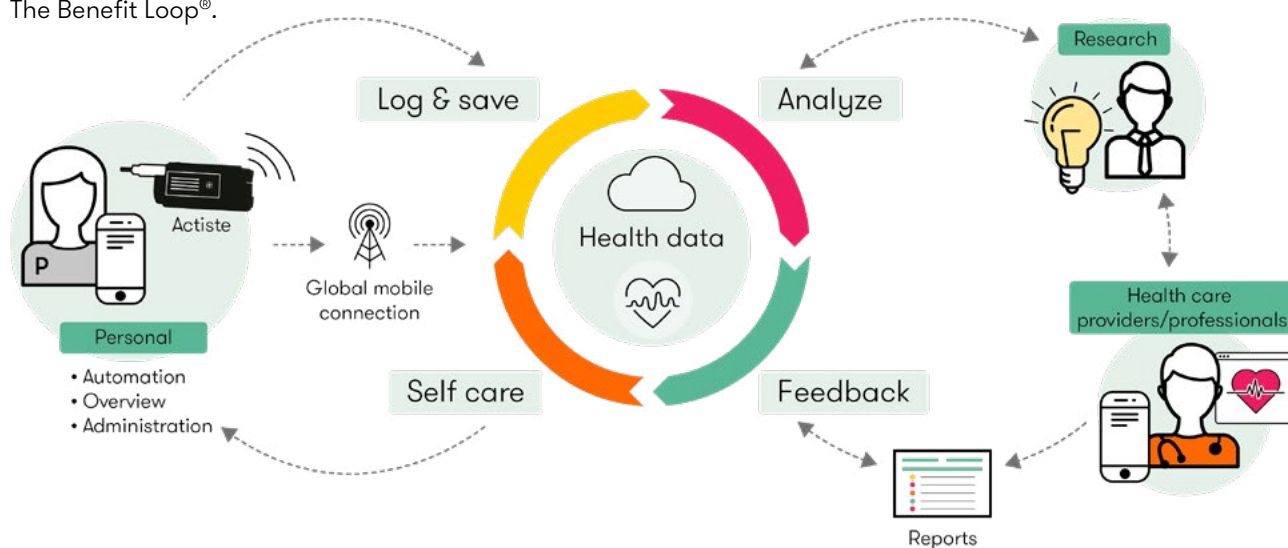 The Benefit Loop®.
Research
Log & save
Analyze
Actiste
Health data
P
Global mobile
connection
Health care
providers/professionals
Personal
• Automation
• Overview
• Administration
Self care
Feedback
Reports